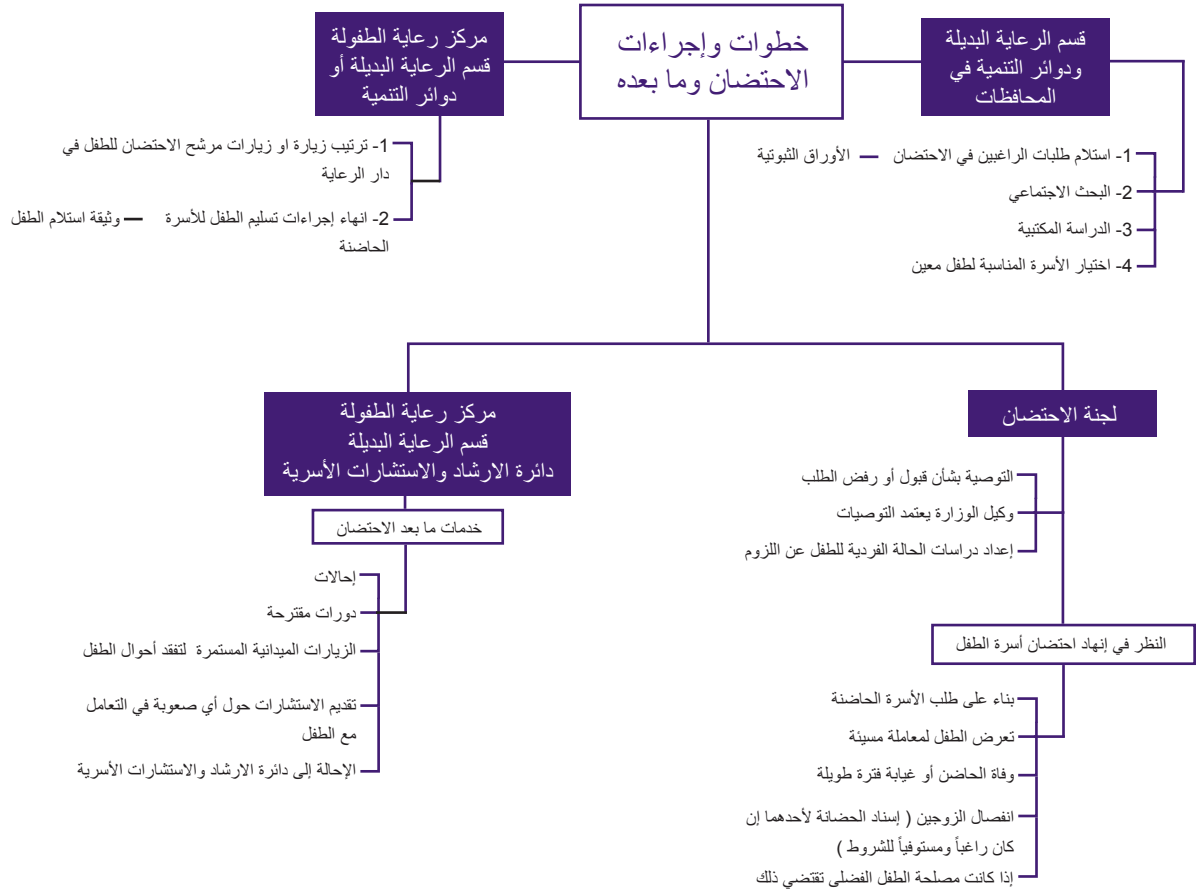 خطوات وإجراءات
الاحتضان وما بعده
قسم الرعاية البديلة
ودوائر التنمية في
المحافظات
1- استلام طلبات الراغبين في الاحتضان — الأوراق الثبوتية
2- البحث الاجتماعي
3- الدراسة المكتبية
4- اختيار الأسرة المناسبة لطفل معين
مركز رعاية الطفولة
قسم الرعاية البديلة أو
دوائر التنمية
1- ترتيب زيارة او زيارات مرشح الاحتضان للطفل في
دار الرعاية
2- انهاء إجراءات تسليم الطفل للأسرة — وثيقة استلام الطفل
الحاضنة
لجنة الاحتضان
التوصية بشأن قبول أو رفض الطلب
وكيل الوزارة يعتمد التوصيات
إعداد دراسات الحالة الفردية للطفل عن اللزوم
النظر في إنهاد احتضان أسرة الطفل
بناء على طلب الأسرة الحاضنة
تعرض الطفل لمعاملة مسيئة
وفاة الحاضن أو غيابة فترة طويلة
انفصال الزوجين ( إسناد الحضانة لأحدهما إن
كان راغباً ومستوفياً للشروط )
إذا كانت مصلحة الطفل الفضلى تقتضي ذلك
مركز رعاية الطفولة
قسم الرعاية البديلة
دائرة الارشاد والاستشارات الأسرية
خدمات ما بعد الاحتضان
إحالات
دورات مقترحة
الزيارات الميدانية المستمرة لتفقد أحوال الطفل
تقديم الاستشارات حول أي صعوبة في التعامل
مع الطفل
الإحالة إلى دائرة الارشاد والاستشارات الأسرية